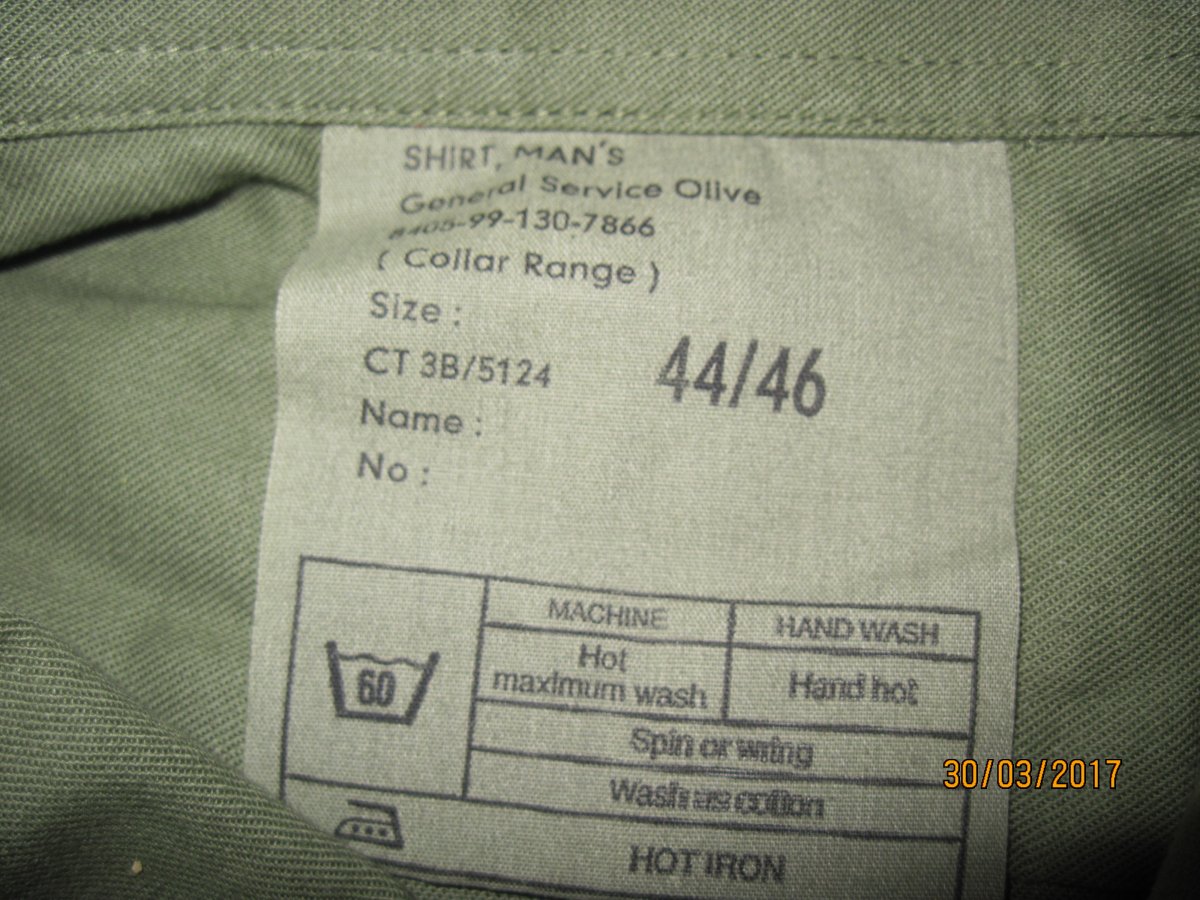 SHIRT, MAN'S
General Service Olive
8405-99-130-7866
( Collar Range )
Size :
CT 3B/5124 44/46
Name :
No :
MACHINE HAND WASH
Hot maximum wash Hand hot
60
Spin or wring
Wash as cotton
HOT IRON
30/03/2017